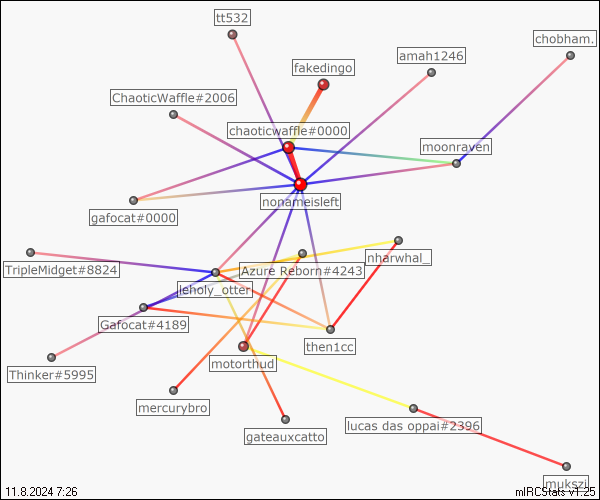 tt532
chobham.
amah1246
fakedingo
ChaoticWaffle#2006
chaoticwaffle#0000
moonraven
nonameisleft
gafocat#0000
nharwhal_
TripleMidget#8824
Azure Reborn#4243
jeholy_otter
Gafocat#4189
then1cc
motorthud
Thinker#5995
mercurybro
lucas das oppai#2396
gateauxcatto
mukszi
11.8.2024 7:26
mIRCStats v1.25